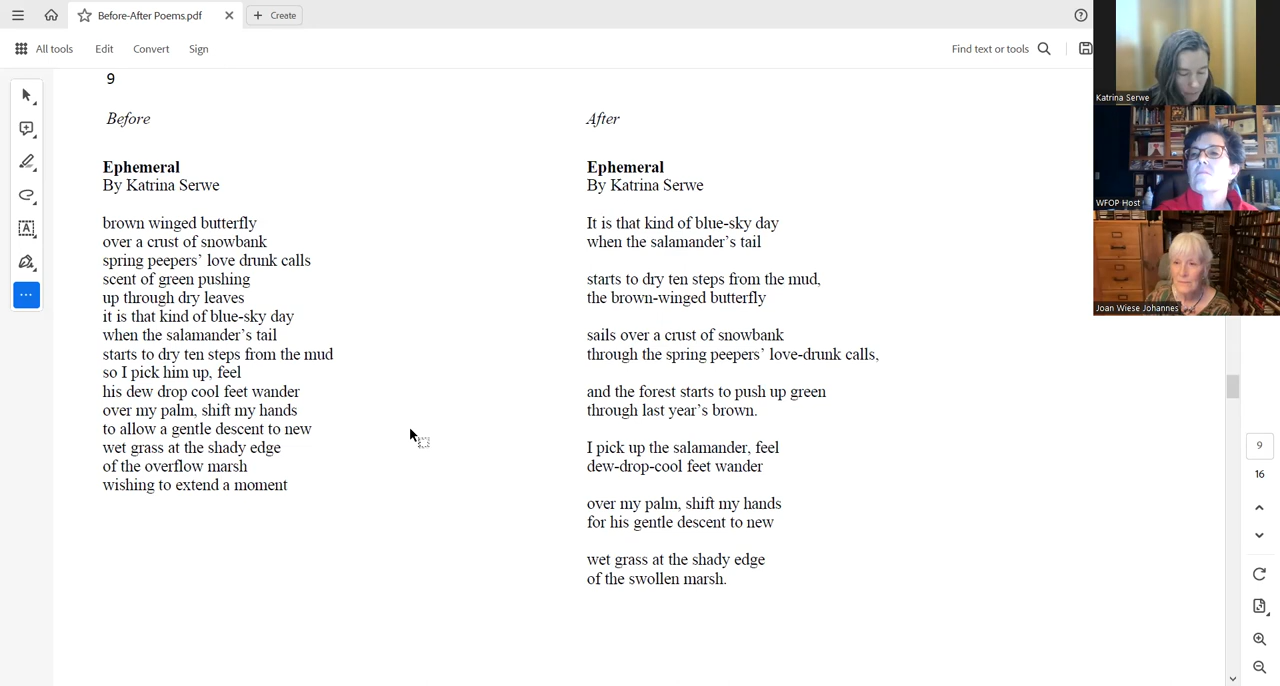 Before-After Poems.pdf
Create
All tools
Edit
Convert
Sign
Find text or tools
9
Before
Ephemeral
By Katrina Serwe
brown winged butterfly
over a crust of snowbank
spring peepers’ love drunk calls
scent of green pushing
up through dry leaves
it is that kind of blue-sky day
when the salamander’s tail
starts to dry ten steps from the mud
so I pick him up, feel
his dew drop cool feet wander
over my palm, shift my hands
to allow a gentle descent to new
wet grass at the shady edge
of the overflow marsh
wishing to extend a moment
After
Ephemeral
By Katrina Serwe
It is that kind of blue-sky day
when the salamander’s tail
starts to dry ten steps from the mud,
the brown-winged butterfly
sails over a crust of snowbank
through the spring peepers’ love-drunk calls,
and the forest starts to push up green
through last year’s brown.
I pick up the salamander, feel
dew-drop-cool feet wander
over my palm, shift my hands
for his gentle descent to new
wet grass at the shady edge
of the swollen marsh.
Katrina Serwe
WFOP Host
Joan Wiese Johannes
9
16